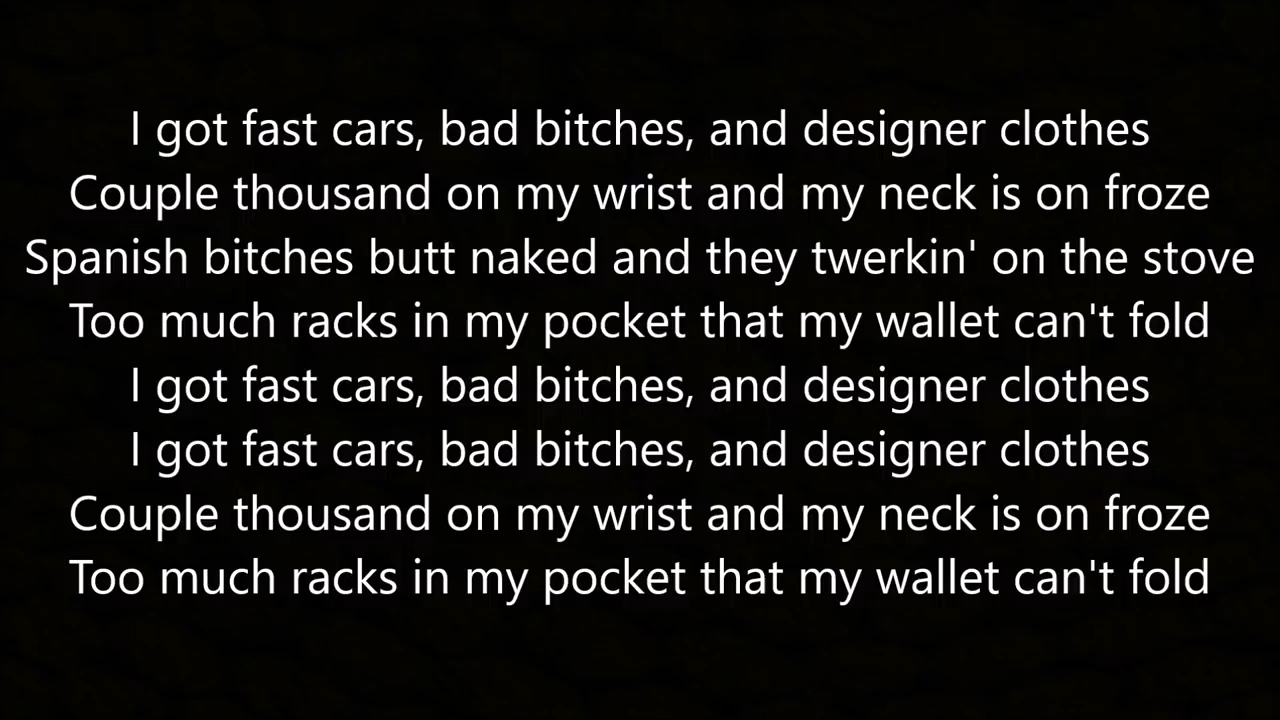 I got fast cars, bad bitches, and designer clothes
Couple thousand on my wrist and my neck is on froze
Spanish bitches butt naked and they twerkin' on the stove
Too much racks in my pocket that my wallet can't fold
I got fast cars, bad bitches, and designer clothes
I got fast cars, bad bitches, and designer clothes
Couple thousand on my wrist and my neck is on froze
Too much racks in my pocket that my wallet can't fold